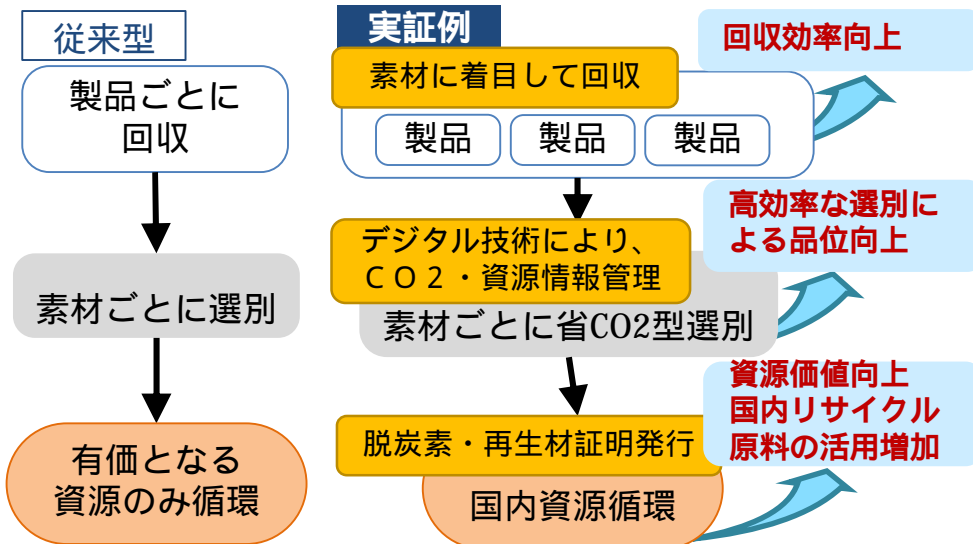 従来型
製品ごとに
回収
素材ごとに選別
有価となる
資源のみ循環
実証例
素材に着目して回収
製品 製品 製品
回収効率向上
デジタル技術により、
ＣＯ２・資源情報管理
素材ごとに省CO2型選別
高効率な選別に
よる品位向上
脱炭素・再生材証明発行
国内資源循環
資源価値向上
国内リサイクル
原料の活用増加